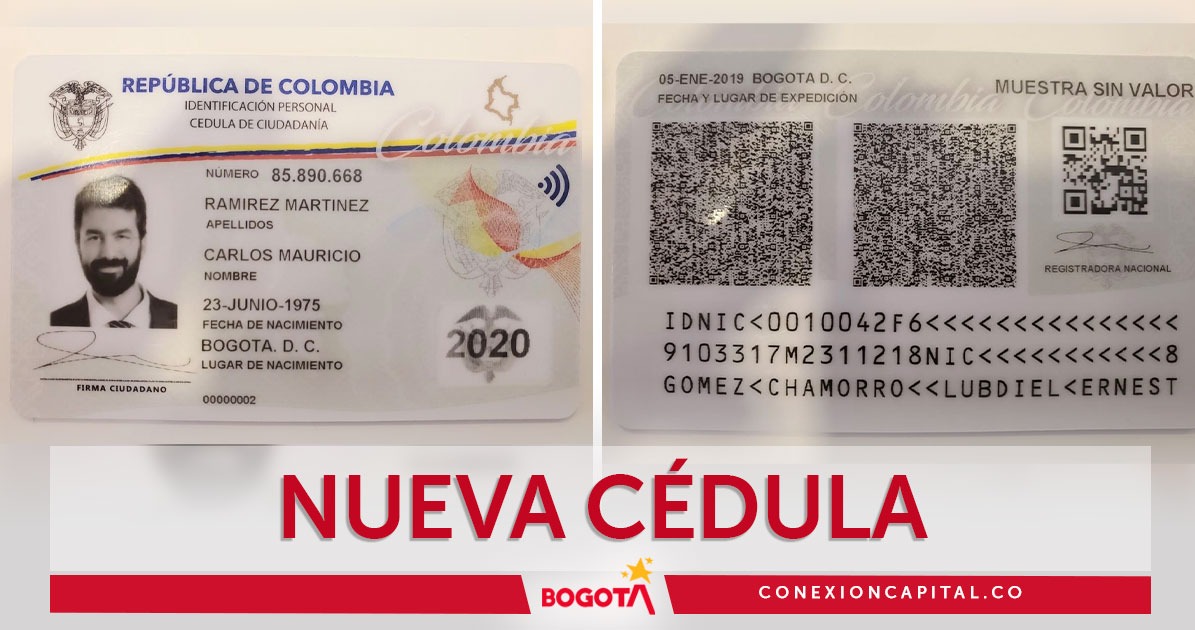 REPÚBLICA DE COLOMBIA
IDENTIFICACIÓN PERSONAL
CEDULA DE CIUDADANÍA
Colombia
NÚMERO 85.890.668
RAMIREZ MARTINEZ
APELLIDOS
CARLOS MAURICIO
NOMBRE
23-JUNIO-1975
FECHA DE NACIMIENTO
BOGOTA. D. C.
LUGAR DE NACIMIENTO
2020
FIRMA CIUDADANO
00000002
05-ENE-2019 BOGOTA D. C.
FECHA Y LUGAR DE EXPEDICIÓN
MUESTRA SIN VALOR
Colombia
REGISTRADORA NACIONAL
IDNIC<0010042F6<<<<<<<<<<<<<<<
9103317M2311218NIC<<<<<<<<<<<8
GOMEZ<CHAMORRO<<LUBDIEL<ERNEST
NUEVA CÉDULA
BOGOTA
CONEXIONCAPITAL.CO